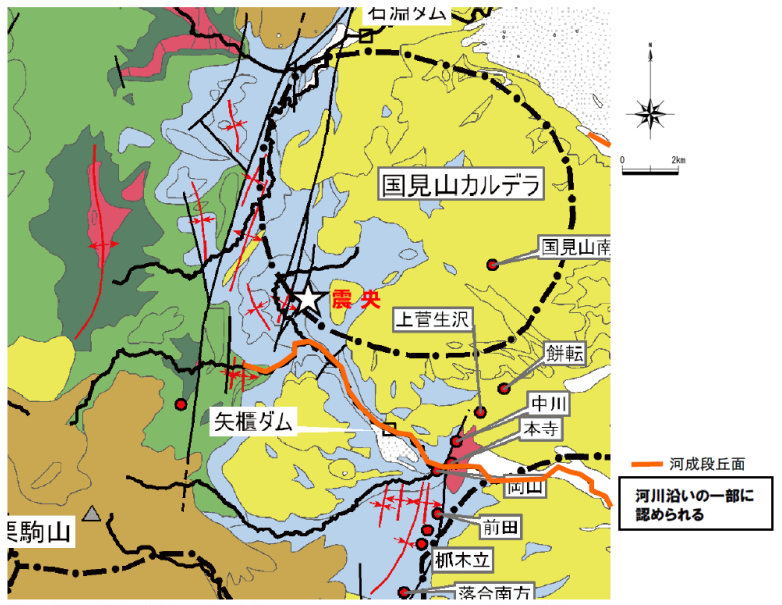 石淵ダム
N
0 2km
国見山カルデラ
国見山南
震央
上菅生沢
餅転
中川
矢櫃ダム
本寺
岡山
河成段丘面
河川沿いの一部に
認められる
前田
栗駒山
柧木立
落合南方